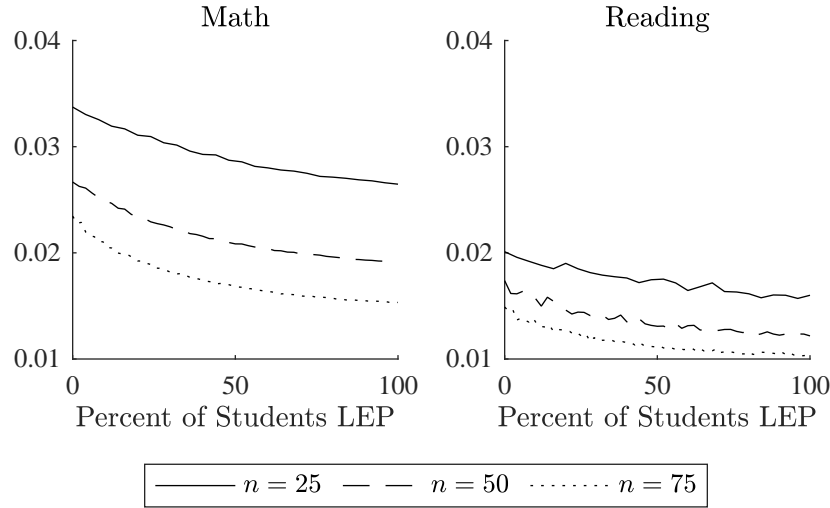 Math
Reading
0.04
0.03
0.02
0.01
0 50 100
Percent of Students LEP
0.04
0.03
0.02
0.01
0 50 100
Percent of Students LEP
n = 25 n = 50 n = 75